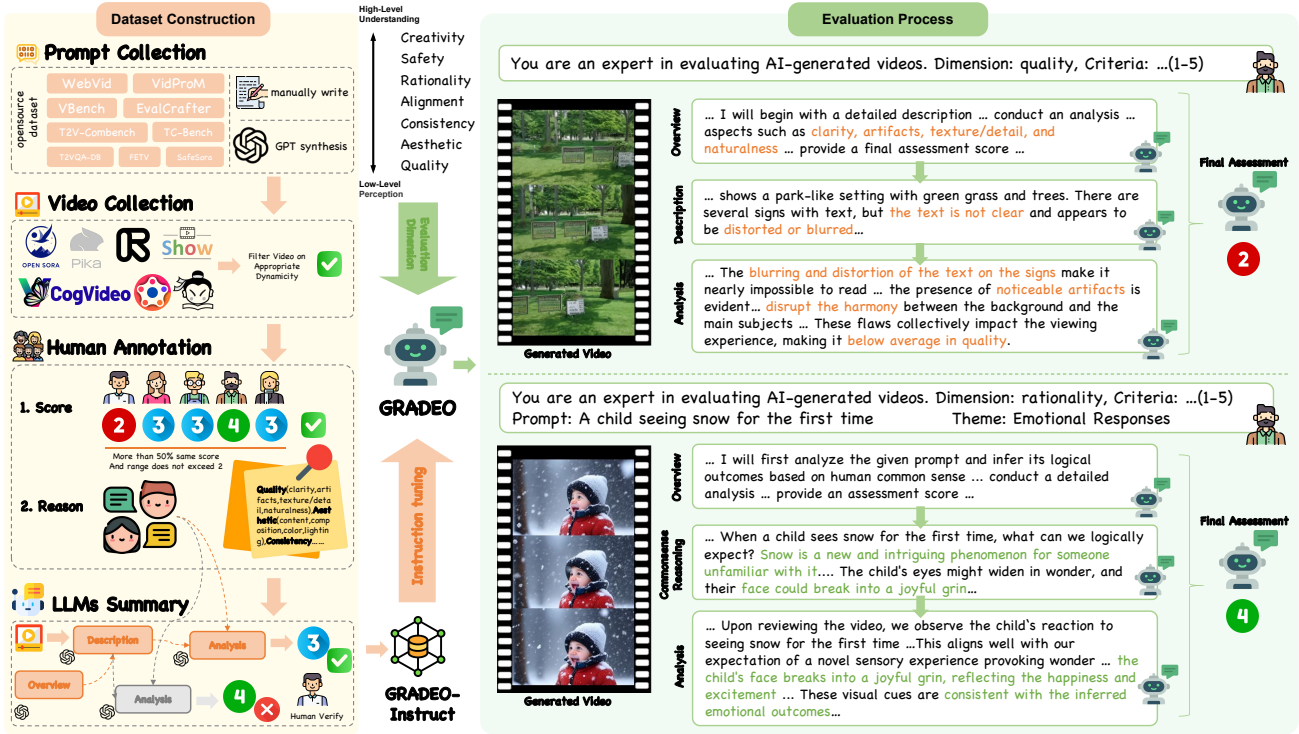 Dataset Construction
Prompt Collection
opensource
dataset
WebVid
VidProM
VBench
EvalCrafter
T2V-Combench
TC-Bench
T2VQA-DB
FETV
SafeSora
manually write
GPT synthesis
Video Collection
OPEN SORA
Pika
Show
CogVideo
Filter Video on
Appropriate
Dynamicity
Human Annotation
1. Score
2
3
3
4
3
More than 50% same score
And range does not exceed 2
2. Reason
Quality(clarity,arti
facts,texture/deta
il,naturalness),Aest
hetic(content,comp
osition,color,lightin
g),Consistency......
LLMs Summary
Description
Analysis
3
Overview
Analysis
4
Human Verify
High-Level
Understanding
Creativity
Safety
Rationality
Alignment
Consistency
Aesthetic
Quality
Low-Level
Perception
Evaluation
Dimension
GRADEO
Instruction tuning
GRADEO-
Instruct
Evaluation Process
You are an expert in evaluating AI-generated videos. Dimension: quality, Criteria: ...(1-5)
Generated Video
Overview
... I will begin with a detailed description ... conduct an analysis ...
aspects such as clarity, artifacts, texture/detail, and
naturalness ... provide a final assessment score ...
Description
... shows a park-like setting with green grass and trees. There are
several signs with text, but the text is not clear and appears to
be distorted or blurred...
Analysis
... The blurring and distortion of the text on the signs make it
nearly impossible to read ... the presence of noticeable artifacts is
evident... disrupt the harmony between the background and the
main subjects ... These flaws collectively impact the viewing
experience, making it below average in quality.
Final Assessment
2
You are an expert in evaluating AI-generated videos. Dimension: rationality, Criteria: ...(1-5)
Prompt: A child seeing snow for the first time Theme: Emotional Responses
Generated Video
Overview
... I will first analyze the given prompt and infer its logical
outcomes based on human common sense ... conduct a detailed
analysis ... provide an assessment score ...
Commonsense
Reasoning
... When a child sees snow for the first time, what can we logically
expect? Snow is a new and intriguing phenomenon for someone
unfamiliar with it.... The child's eyes might widen in wonder, and
their face could break into a joyful grin...
Analysis
... Upon reviewing the video, we observe the child's reaction to
seeing snow for the first time ...This aligns well with our
expectation of a novel sensory experience provoking wonder ... the
child's face breaks into a joyful grin, reflecting the happiness and
excitement ... These visual cues are consistent with the inferred
emotional outcomes...
Final Assessment
4